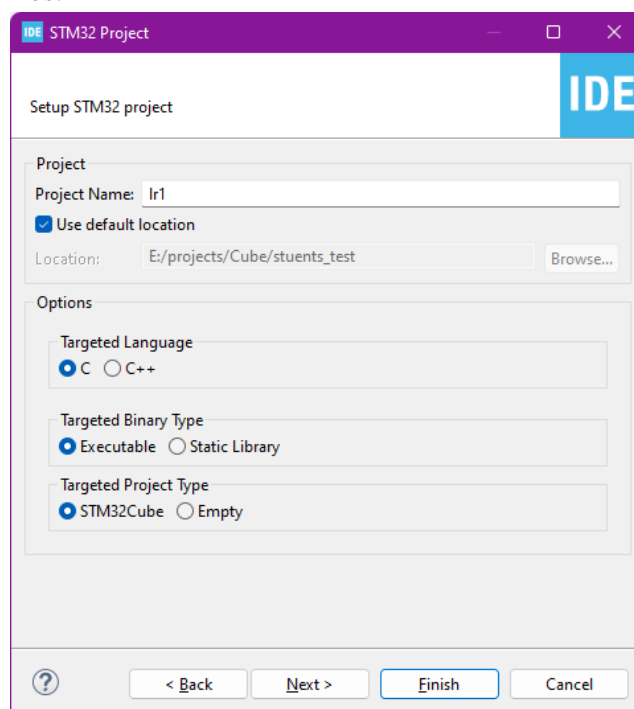 IDE STM32 Project
IDE
Setup STM32 project
Project
Project Name: lr1
Use default location
Location: E:/projects/Cube/stuents_test Browse...
Options
Targeted Language
C C++
Targeted Binary Type
Executable Static Library
Targeted Project Type
STM32Cube Empty
? < Back Next > Finish Cancel